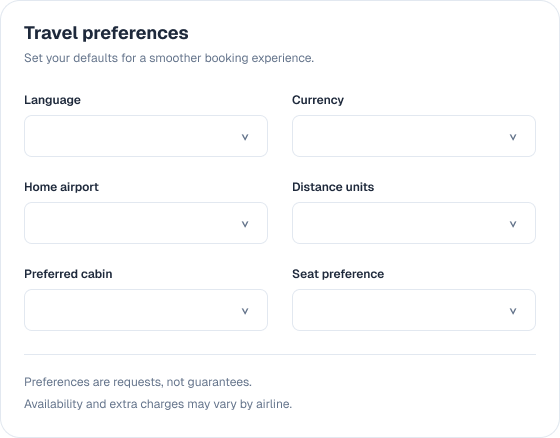 Travel preferences
Set your defaults for a smoother booking experience.
Language
Currency
Home airport
Distance units
Preferred cabin
Seat preference
Preferences are requests, not guarantees.
Availability and extra charges may vary by airline.